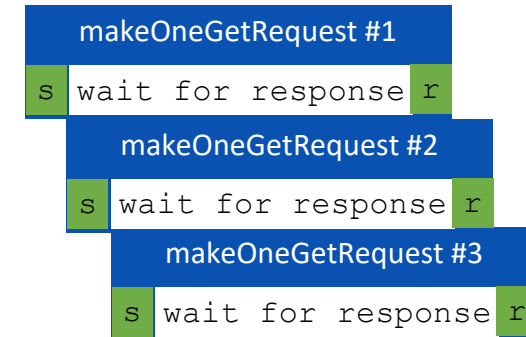 makeOneGetRequest #1
s wait for response r
makeOneGetRequest #2
s wait for response r
makeOneGetRequest #3
s wait for response r